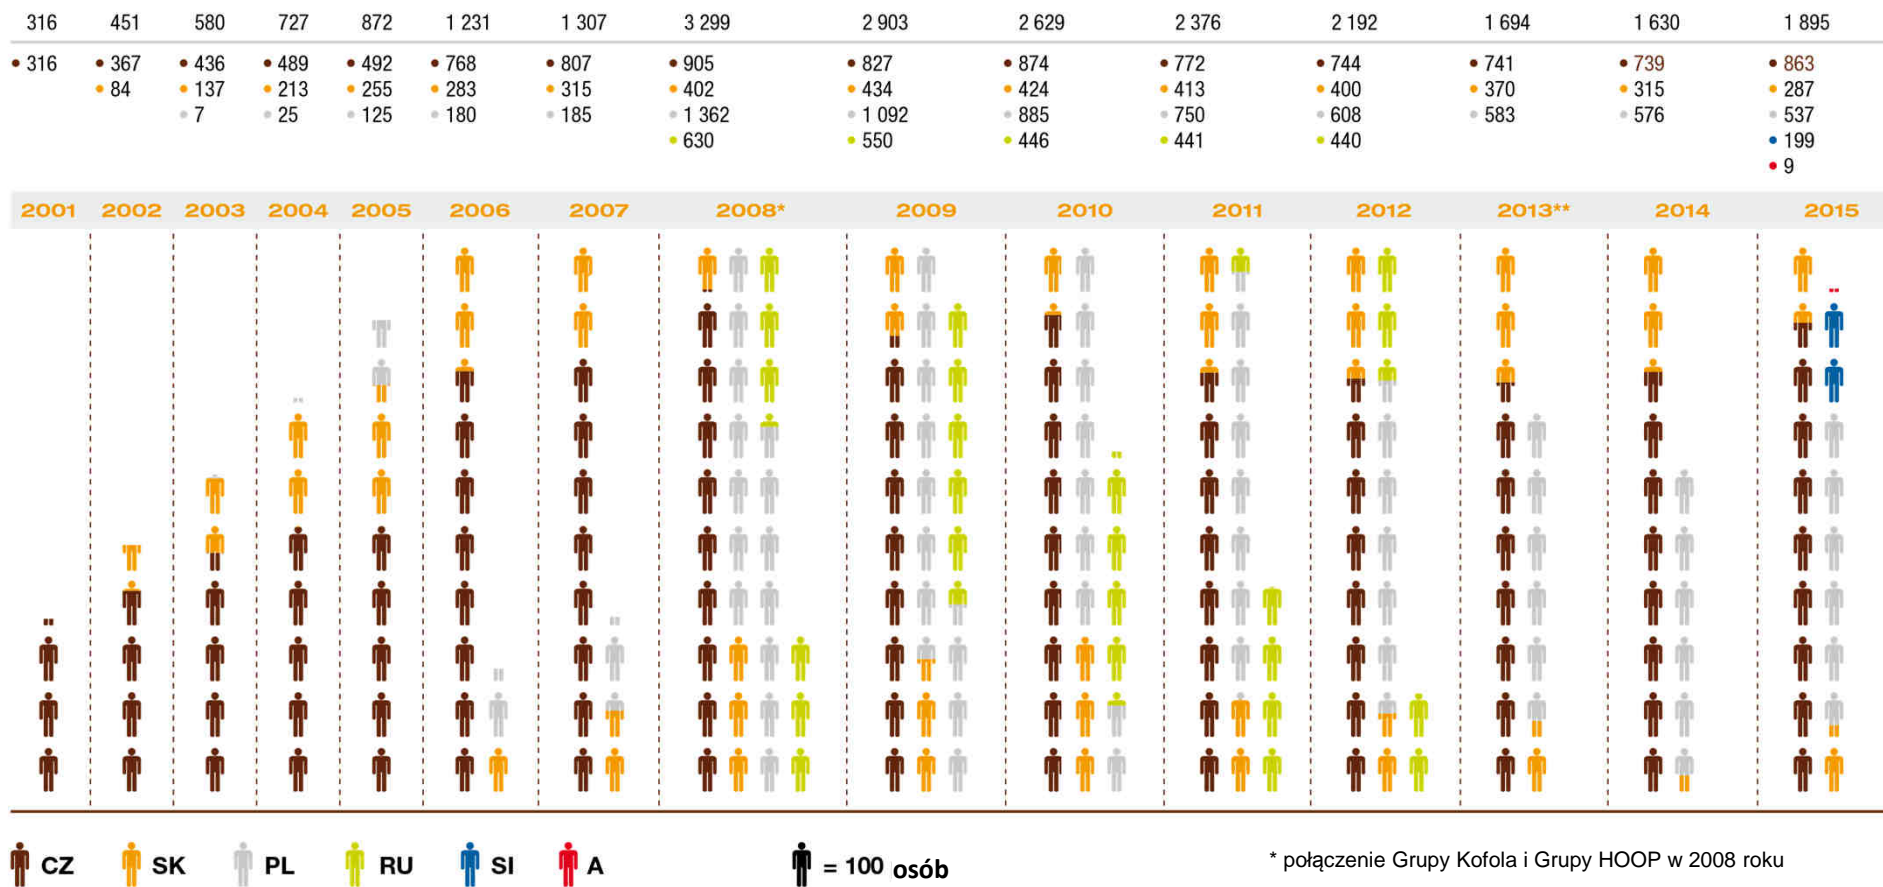 316 451 580 727 872 1 231 1 307 3 299 2 903 2 629 2 376 2 192 1 694 1 630 1 895
• 316 • 367 • 436 • 489 • 492 • 768 • 807 • 905 • 827 • 874 • 772 • 744 • 741 • 739 • 863
• 84 • 137 • 213 • 255 • 283 • 315 • 402 • 434 • 424 • 413 • 400 • 370 • 315 • 287
• 7 • 25 • 125 • 180 • 185 • 1 362 • 1 092 • 885 • 750 • 608 • 583 • 576 • 537
• 630 • 550 • 446 • 441 • 440 • 199
• 9
2001 2002 2003 2004 2005 2006 2007 2008* 2009 2010 2011 2012 2013** 2014 2015
CZ SK PL RU SI A = 100 osób
* połączenie Grupy Kofola i Grupy HOOP w 2008 roku